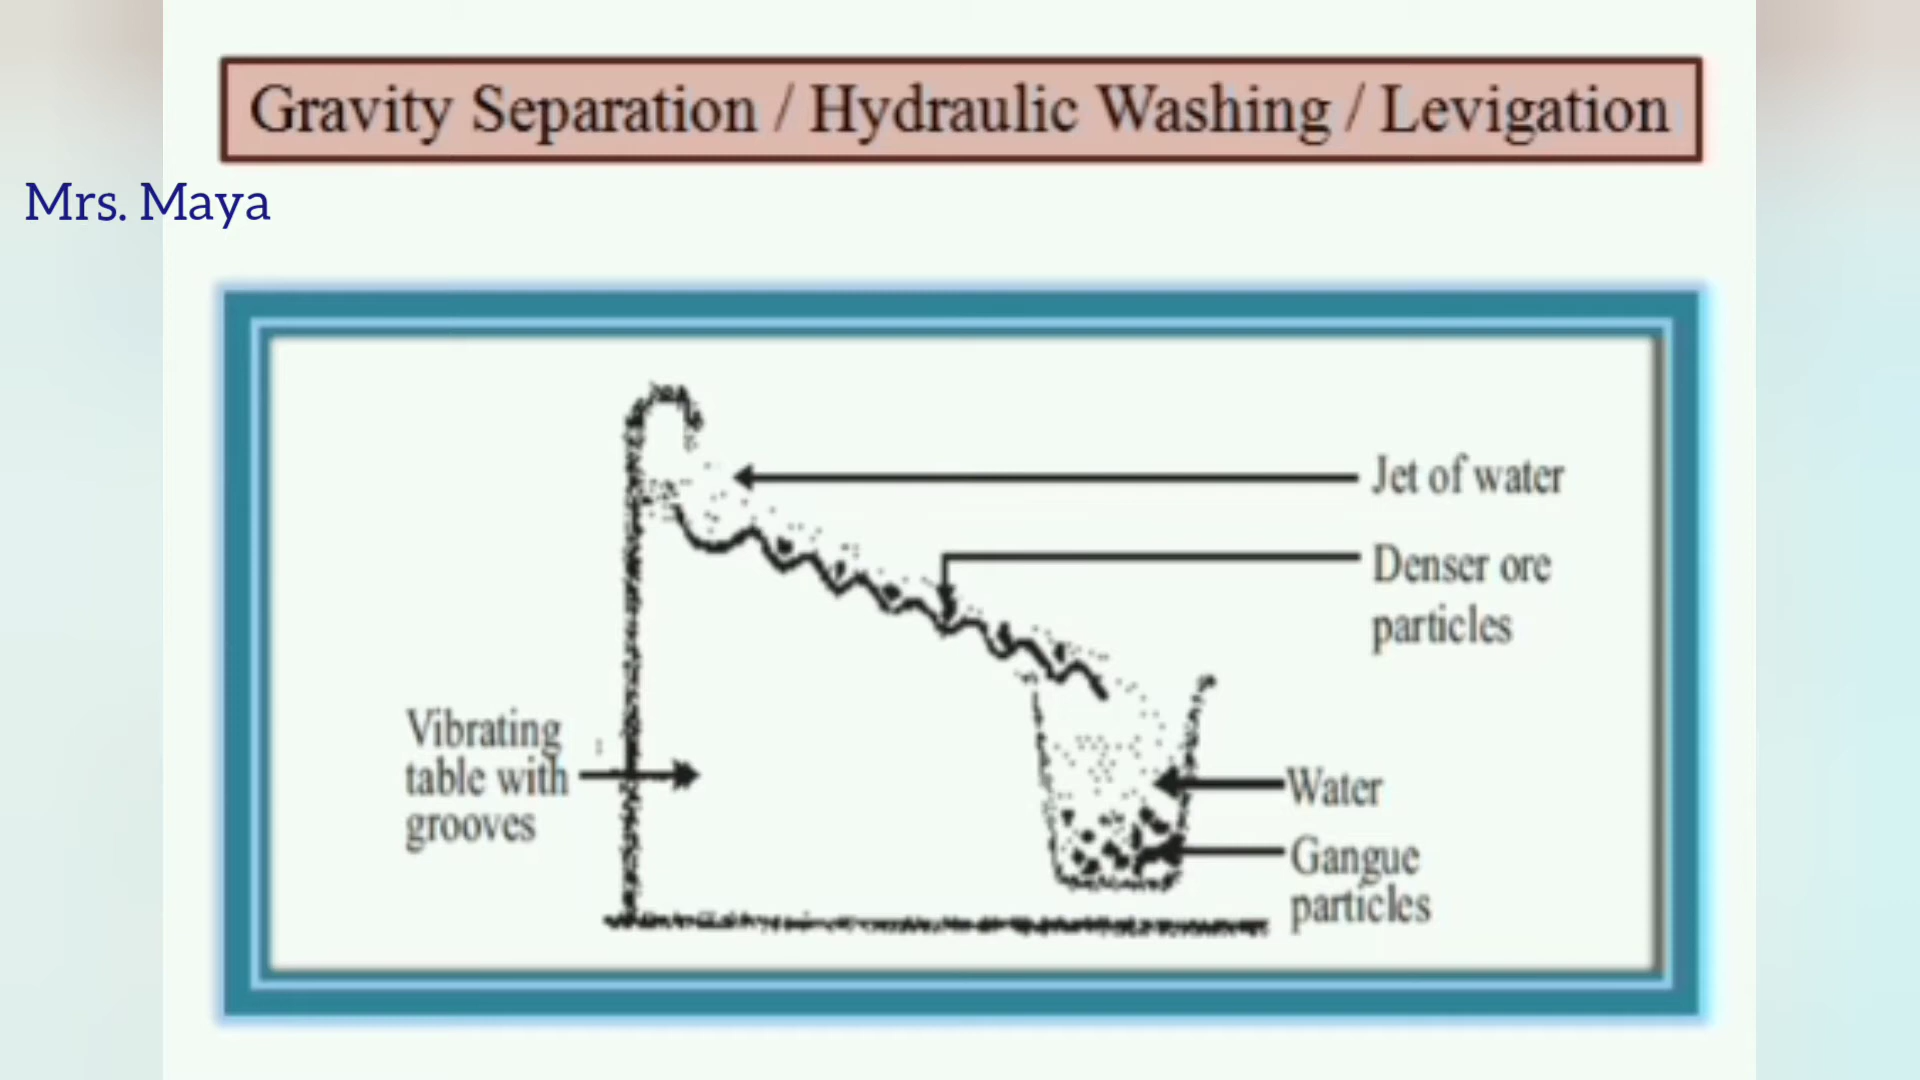 Gravity Separation / Hydraulic Washing / Levigation
Mrs. Maya
Jet of water
Denser ore
particles
Vibrating
table with
grooves
Water
Gangue
particles